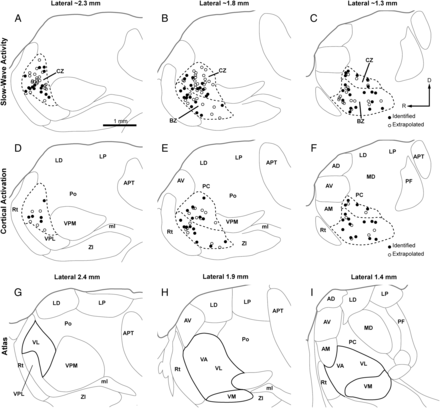 Lateral ~2.3 mm
Lateral ~1.8 mm
Lateral ~1.3 mm
Slow-Wave Activity
A
CZ
1 mm
B
CZ
BZ
C
CZ
BZ
D
R
Identified
Extrapolated
Cortical Activation
D
LD
LP
APT
Po
Rt
VPM
VPL
E
LD
LP
APT
AV
PC
Po
VPM
Rt
ml
ZI
F
LP
LD
APT
AD
MD
AV
PF
PC
AM
Rt
Identified
Extrapolated
Atlas
Lateral 2.4 mm
Lateral 1.9 mm
Lateral 1.4 mm
G
LD
LP
Po
APT
VL
Rt
VPM
VPL
ml
ZI
H
LD
LP
AV
APT
Po
VA
VL
Rt
ml
VM
ZI
I
AD
LD
LP
AV
MD
PF
AM
PC
VA
VL
Rt
VM